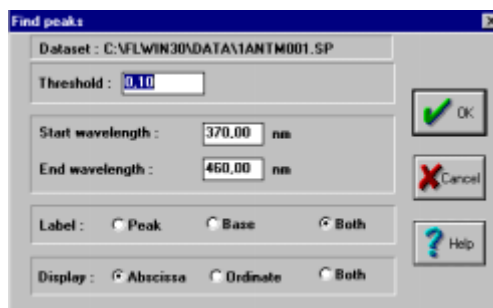 Find peaks
Dataset : C:\FLWIN30\DATA\1ANTM001.SP
Threshold : 0,10
Start wavelength : 370,00 nm
End wavelength : 460,00 nm
Label : Peak Base Both
Display : Abscissa Ordinate Both
OK
Cancel
Help